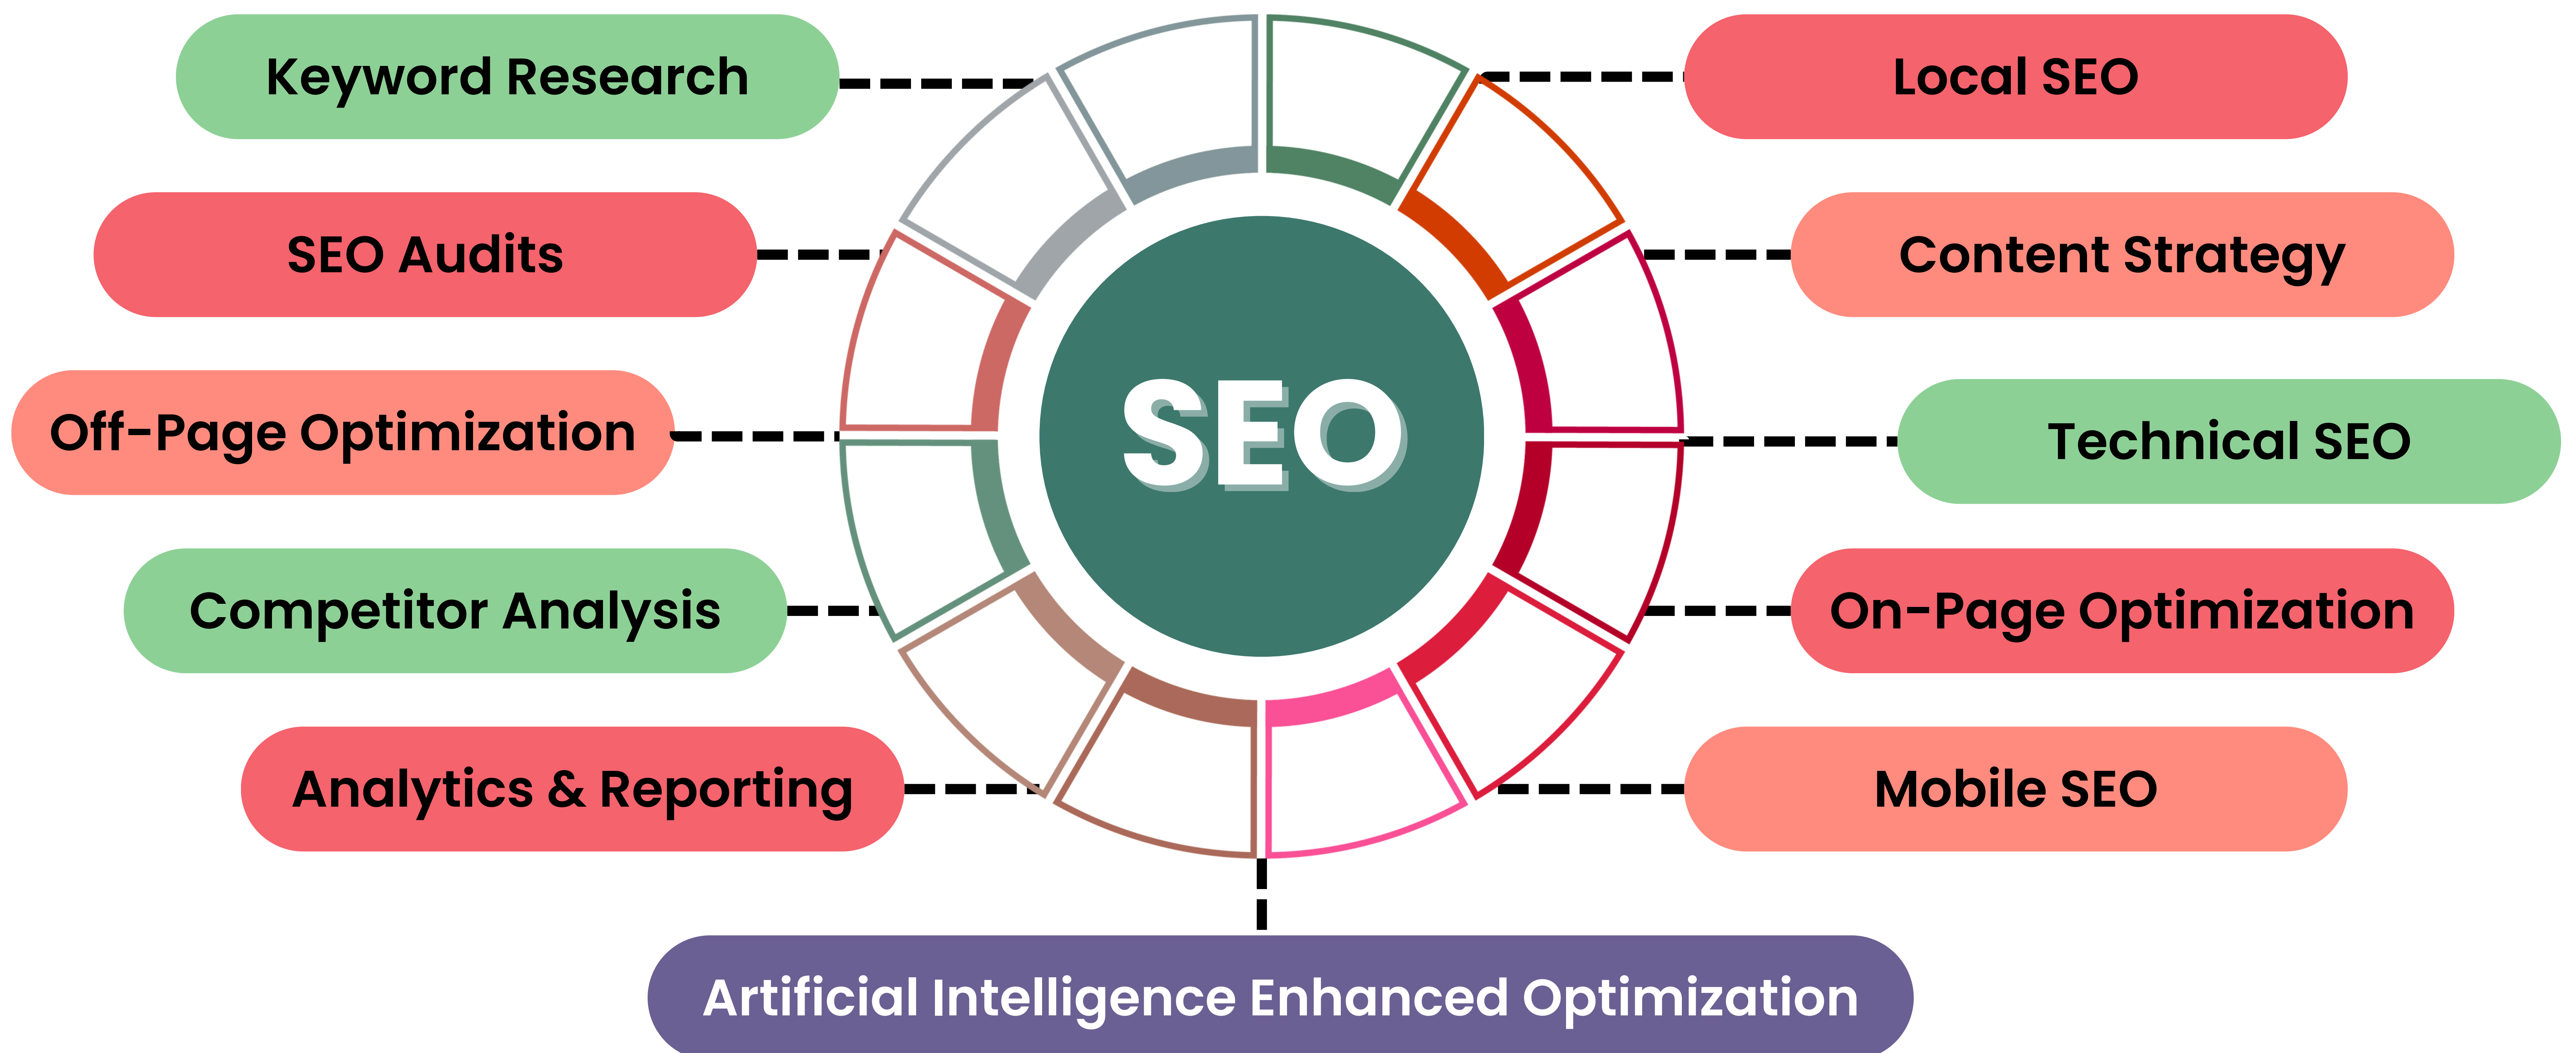 Keyword Research
SEO Audits
Off-Page Optimization
Competitor Analysis
Analytics & Reporting
SEO
Local SEO
Content Strategy
Technical SEO
On-Page Optimization
Mobile SEO
Artificial Intelligence Enhanced Optimization